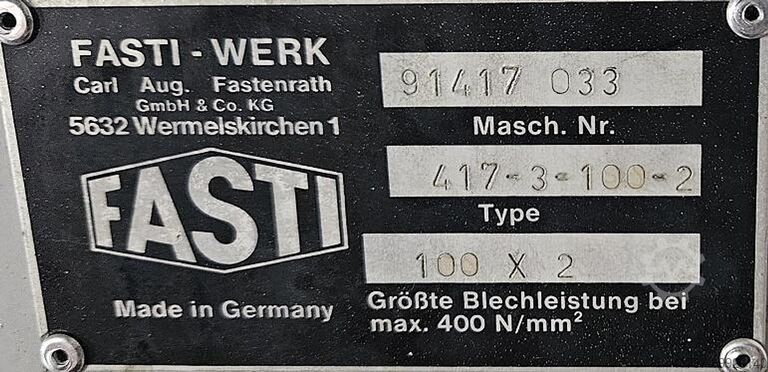 FASTI - WERK
Carl Aug. Fastenrath
GmbH & Co. KG
5632 Wermelskirchen 1
FASTI
Made in Germany
91417 033
Masch. Nr.
417-3-100-2
Type
100 X 2
Größte Blechleistung bei
max. 400 N/mm²